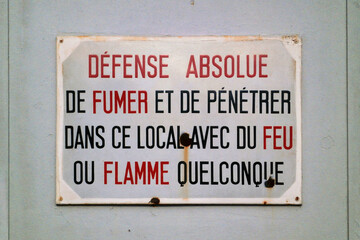 DÉFENSE ABSOLUE
DE FUMER ET DE PÉNÉTRER
DANS CE LOCAL AVEC DU FEU
OU FLAMME QUELCONQUE